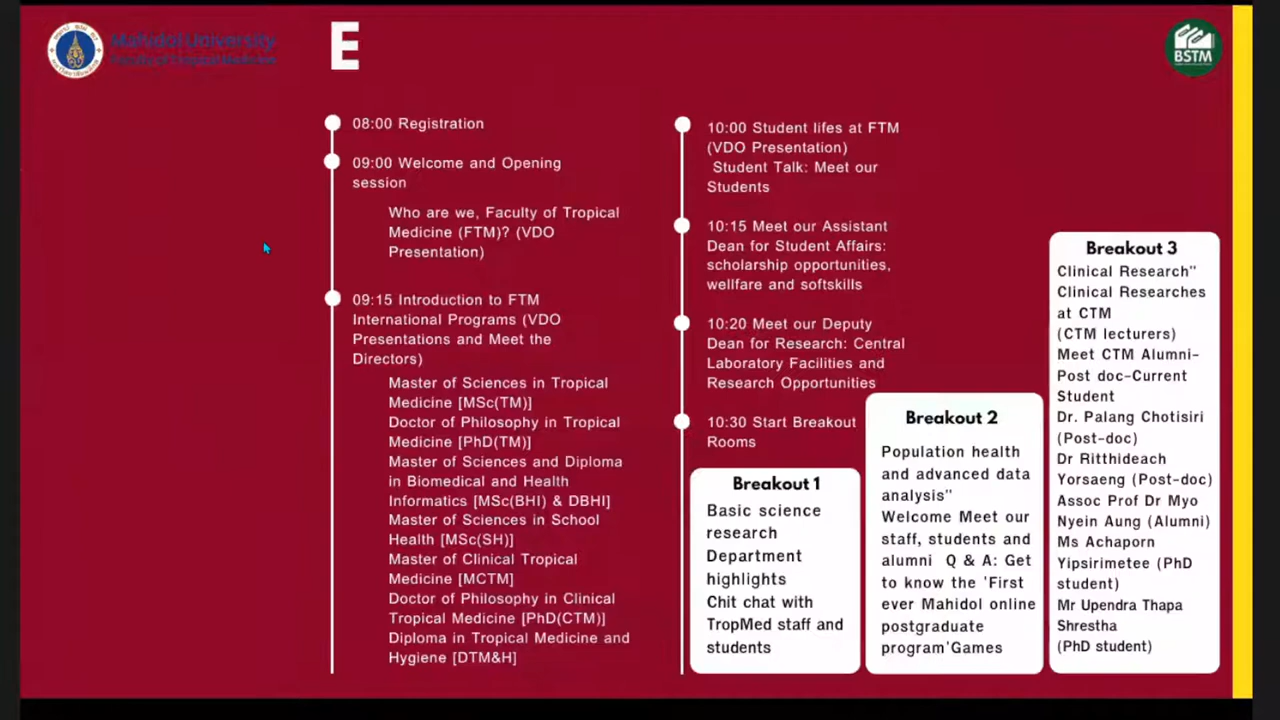 Mahidol University
Faculty of Tropical Medicine
E
BSTM
08:00 Registration
09:00 Welcome and Opening
session
Who are we, Faculty of Tropical
Medicine (FTM)? (VDO
Presentation)
09:15 Introduction to FTM
International Programs (VDO
Presentations and Meet the
Directors)
Master of Sciences in Tropical
Medicine [MSc(TM)]
Doctor of Philosophy in Tropical
Medicine [PhD(TM)]
Master of Sciences and Diploma
in Biomedical and Health
Informatics [MSc(BHI) & DBHI]
Master of Sciences in School
Health [MSc(SH)]
Master of Clinical Tropical
Medicine [MCTM]
Doctor of Philosophy in Clinical
Tropical Medicine [PhD(CTM)]
Diploma in Tropical Medicine and
Hygiene [DTM&H]
10:00 Student lifes at FTM
(VDO Presentation)
Student Talk: Meet our
Students
10:15 Meet our Assistant
Dean for Student Affairs:
scholarship opportunities,
wellfare and softskills
10:20 Meet our Deputy
Dean for Research: Central
Laboratory Facilities and
Research Opportunities
10:30 Start Breakout
Rooms
Breakout 1
Basic science
research
Department
highlights
Chit chat with
TropMed staff and
students
Breakout 2
Population health
and advanced data
analysis"
Welcome Meet our
staff, students and
alumni Q & A: Get
to know the 'First
ever Mahidol online
postgraduate
program'Games
Breakout 3
Clinical Research"
Clinical Researches
at CTM
(CTM lecturers)
Meet CTM Alumni-
Post doc-Current
Student
Dr. Palang Chotisiri
(Post-doc)
Dr Ritthideach
Yorsaeng (Post-doc)
Assoc Prof Dr Myo
Nyein Aung (Alumni)
Ms Achaporn
Yipsirimetee (PhD
student)
Mr Upendra Thapa
Shrestha
(PhD student)